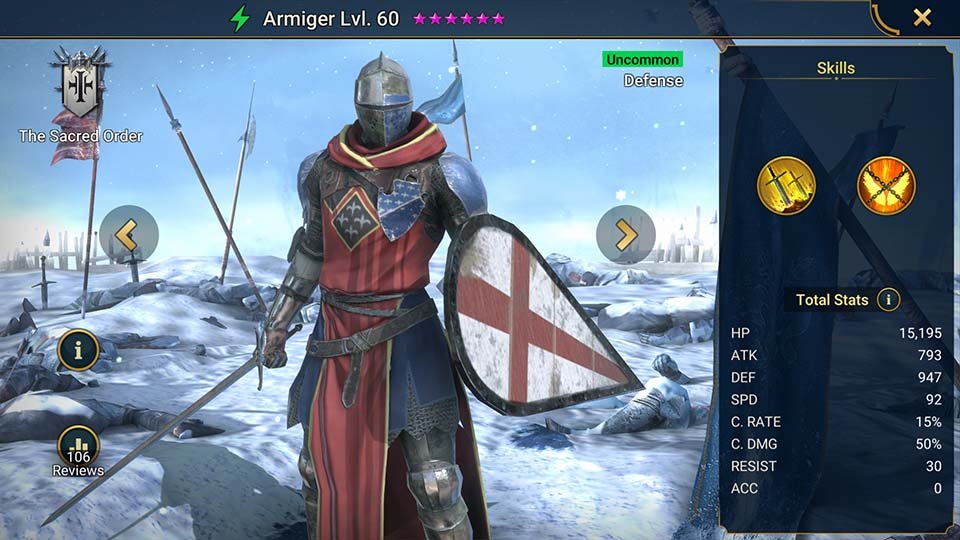 Armiger Lvl. 60
The Sacred Order
Uncommon
Defense
106
Reviews
Skills
Total Stats i
HP 15,195
ATK 793
DEF 947
SPD 92
C. RATE 15%
C. DMG 50%
RESIST 30
ACC 0